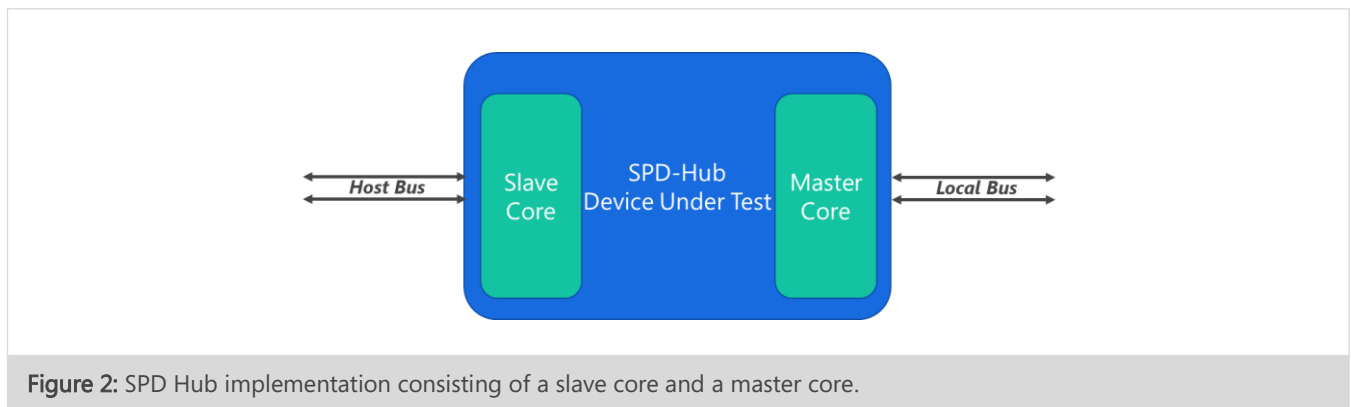 Host Bus
Slave
Core
SPD-Hub
Device Under Test
Master
Core
Local Bus
Figure 2: SPD Hub implementation consisting of a slave core and a master core.